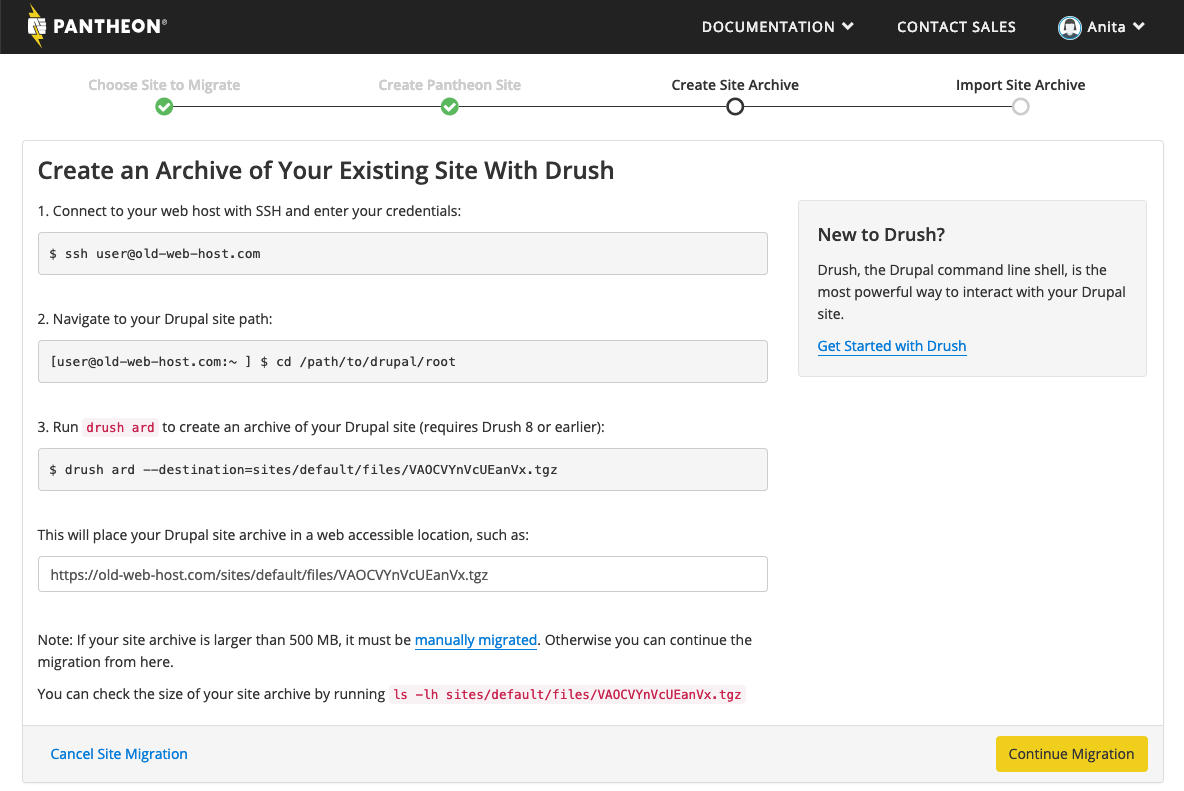 PANTHEON®
DOCUMENTATION
CONTACT SALES
Anita
Choose Site to Migrate
Create Pantheon Site
Create Site Archive
Import Site Archive
Create an Archive of Your Existing Site With Drush
1. Connect to your web host with SSH and enter your credentials:
$ ssh user@old-web-host.com
2. Navigate to your Drupal site path:
[user@old-web-host.com:~ ] $ cd /path/to/drupal/root
3. Run drush ard to create an archive of your Drupal site (requires Drush 8 or earlier):
$ drush ard --destination=sites/default/files/VAOCVYnVcUEanVx.tgz
This will place your Drupal site archive in a web accessible location, such as:
https://old-web-host.com/sites/default/files/VAOCVYnVcUEanVx.tgz
Note: If your site archive is larger than 500 MB, it must be manually migrated. Otherwise you can continue the
migration from here.
You can check the size of your site archive by running ls -lh sites/default/files/VAOCVYnVcUEanVx.tgz
New to Drush?
Drush, the Drupal command line shell, is the
most powerful way to interact with your Drupal
site.
Get Started with Drush
Cancel Site Migration
Continue Migration